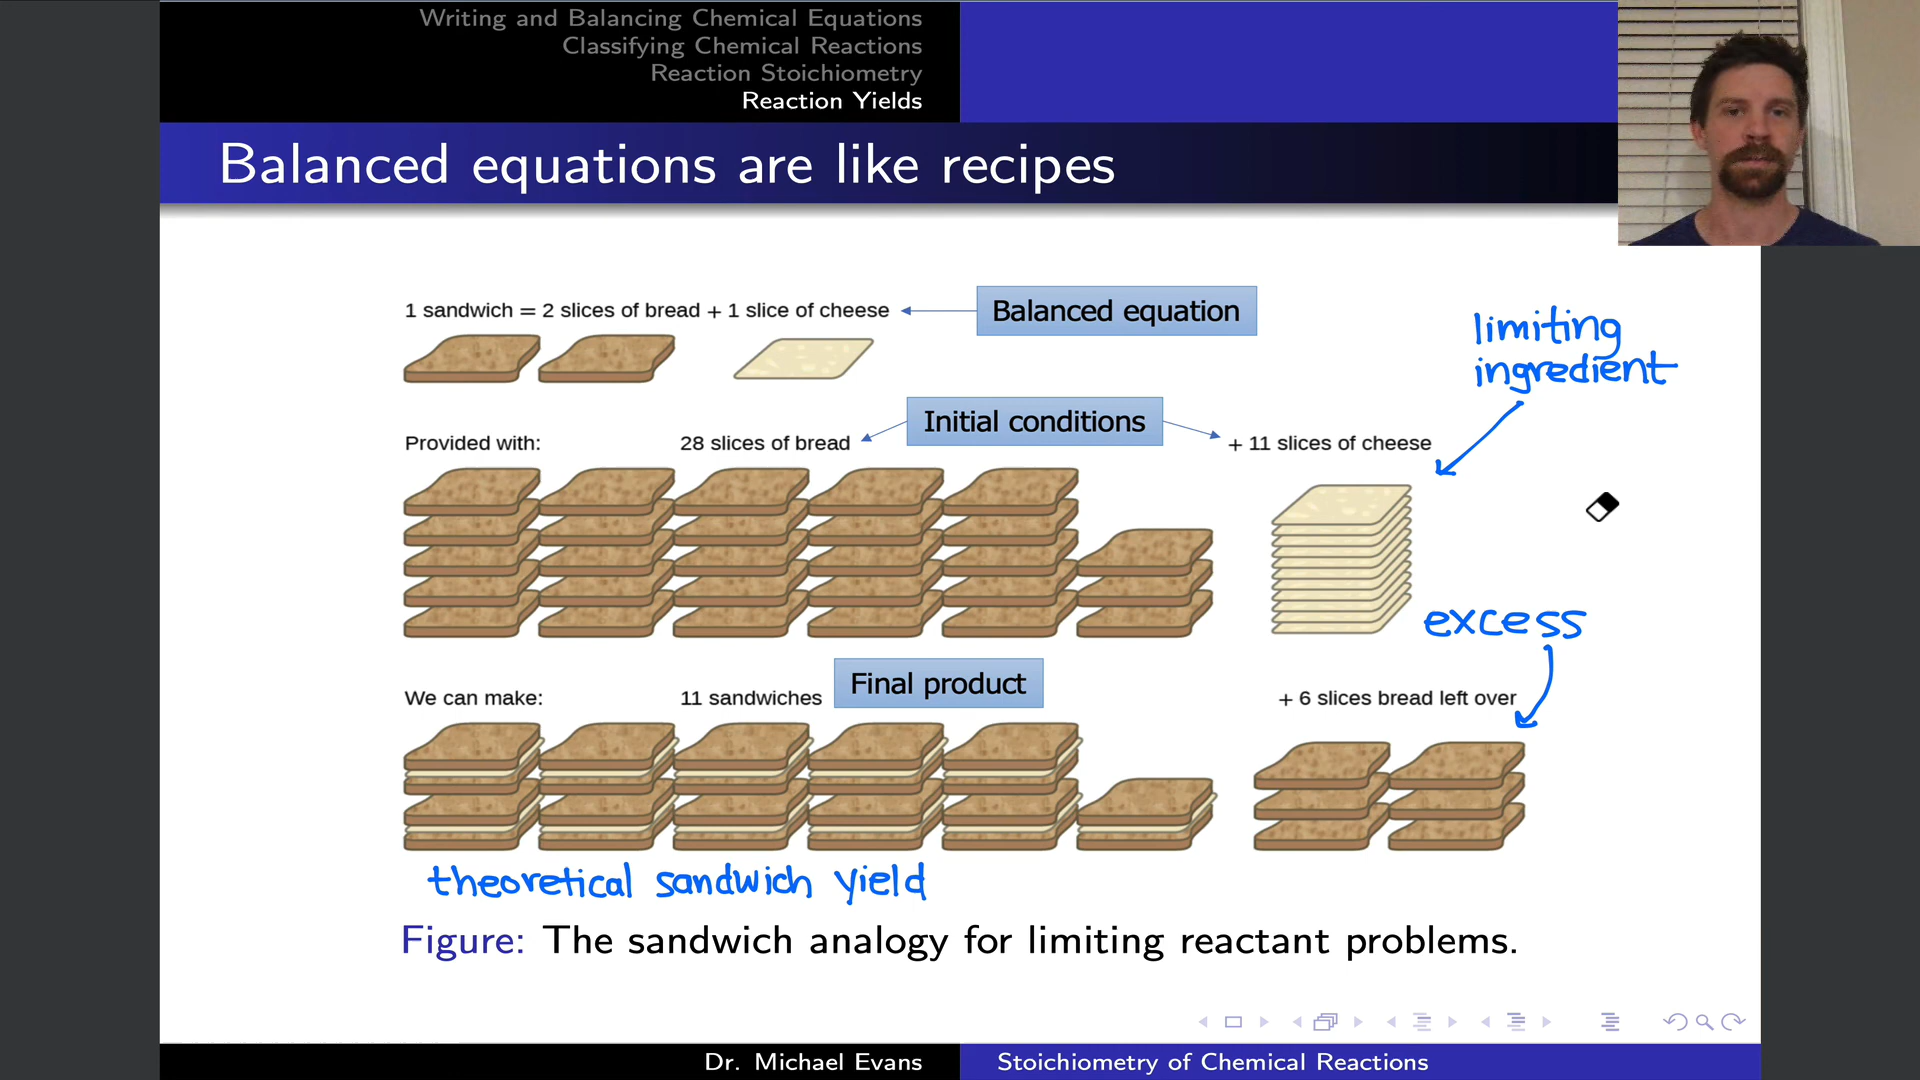 Writing and Balancing Chemical Equations
Classifying Chemical Reactions
Reaction Stoichiometry
Reaction Yields
Balanced equations are like recipes
1 sandwich = 2 slices of bread + 1 slice of cheese
Balanced equation
limiting
ingredient
Initial conditions
Provided with:
28 slices of bread
+ 11 slices of cheese
excess
Final product
We can make:
11 sandwiches
+ 6 slices bread left over
theoretical sandwich yield
Figure: The sandwich analogy for limiting reactant problems.
Dr. Michael Evans
Stoichiometry of Chemical Reactions